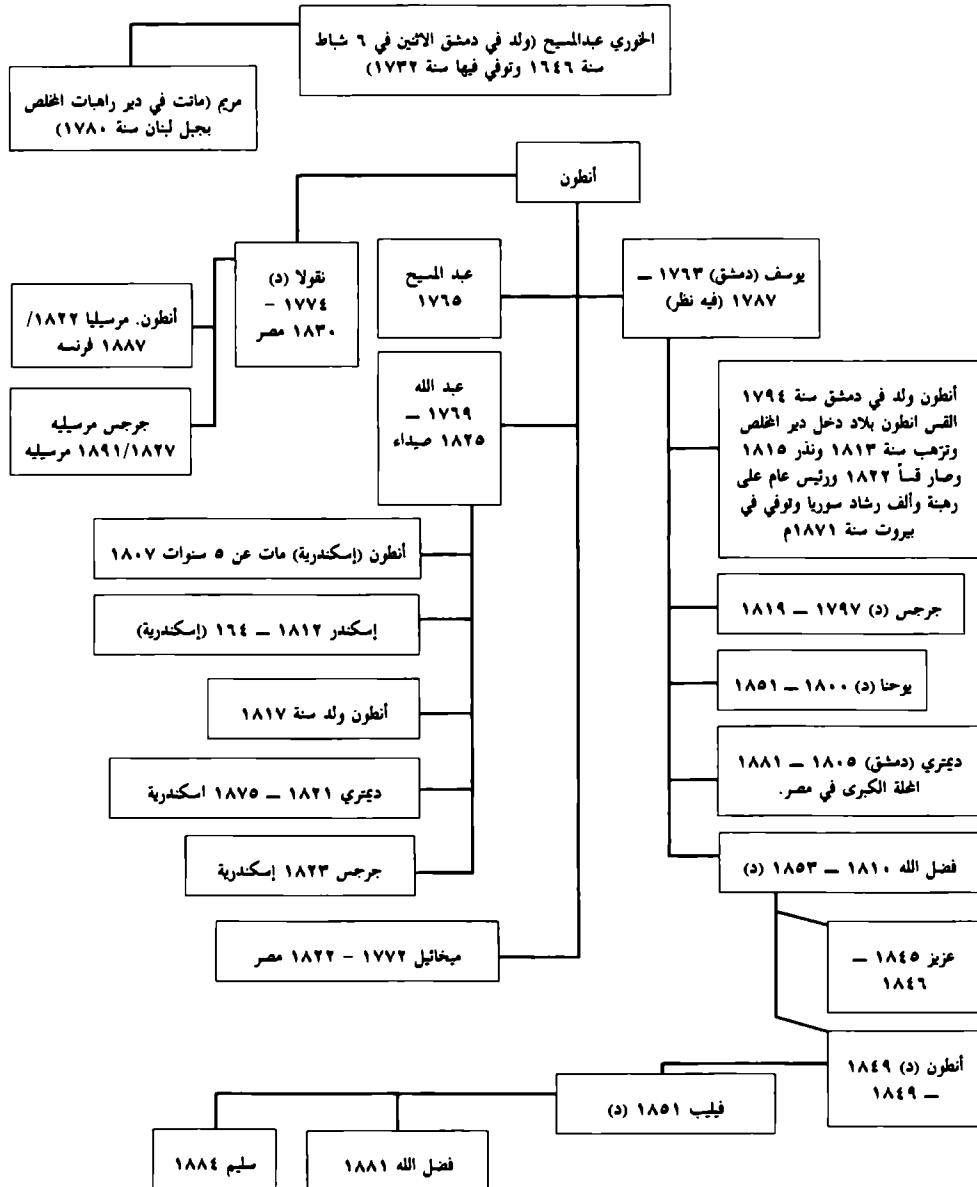 الخوري عبدالمسيح (ولد في دمشق الاثنين في ٦ شباط
سنة ١٦٤٦ وتوفي فيها سنة ١٧٣٢)
مريم (ماتت في دير راهبات المخلص
بجبل لبنان سنة ١٧٨٠)
أنطون
يوسف (دمشق) ١٧٦٣ –
١٧٨٧ (فيه نظر)
عبد المسيح
١٧٦٥
نقولا (د)
١٧٧٤ –
١٨٣٠ مصر
أنطون. مرسيليا ١٨٢٢/
١٨٨٧ فرنسه
جرجس مرسيليه
١٨٩١/١٨٢٧ مرسيليه
عبد الله
١٧٦٩ –
١٨٢٥ صيداء
أنطون ولد في دمشق سنة ١٧٩٤
القس انطون بلاد دخل دير المخلص
وترهب سنة ١٨١٣ ونذر ١٨١٥
وصار قساً ١٨٢٢ ورئيس عام على
رهبنة وألف رشاد سوريا وتوفي في
بيروت سنة ١٨٧١م
أنطون (إسكندرية) مات عن ٥ سنوات ١٨٠٧
جرجس (د) ١٧٩٧ – ١٨١٩
إسكندر ١٨١٢ – ١٦٤ (إسكندرية)
يوحنا (د) ١٨٠٠ – ١٨٥١
أنطون ولد سنة ١٨١٧
ديمتري (دمشق) ١٨٠٥ – ١٨٨١
المحلة الكبرى في مصر.
ديمتري ١٨٢١ – ١٨٧٥ اسكندرية
جرجس ١٨٢٣ إسكندرية
فضل الله ١٨١٠ – ١٨٥٣ (د)
ميخائيل ١٧٧٢ – ١٨٢٢ مصر
عزيز ١٨٤٥ –
١٨٤٦
أنطون (د) ١٨٤٩
– ١٨٤٩
فيليب ١٨٥١ (د)
فضل الله ١٨٨١
سليم ١٨٨٤